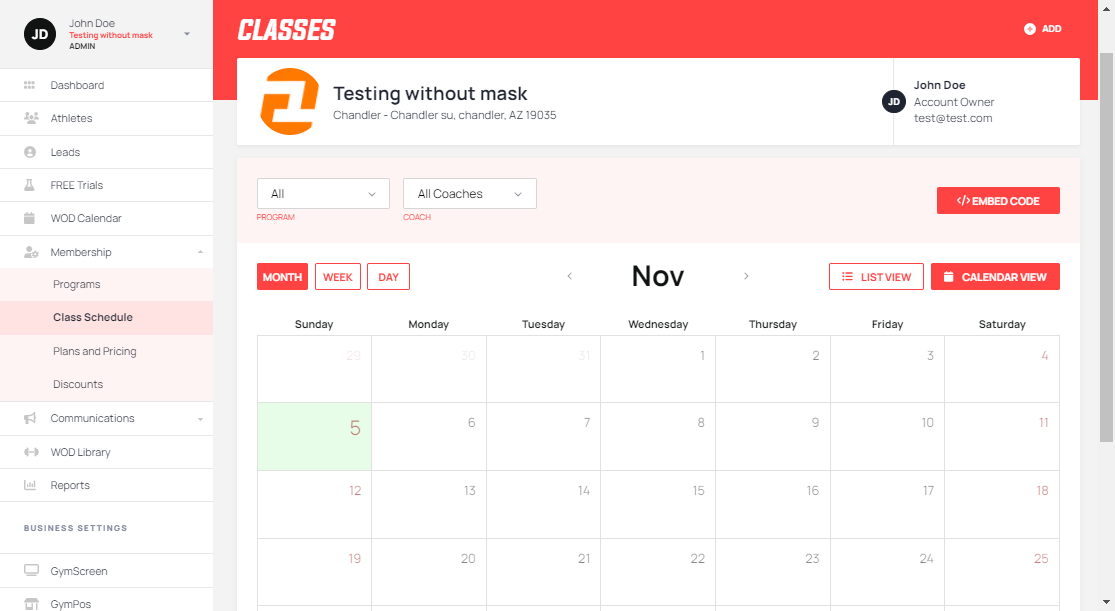 JD
John Doe
Testing without mask
ADMIN
Dashboard
Athletes
Leads
FREE Trials
WOD Calendar
Membership
Programs
Class Schedule
Plans and Pricing
Discounts
Communications
WOD Library
Reports
BUSINESS SETTINGS
GymScreen
GymPos
CLASSES
ADD
Testing without mask
Chandler - Chandler su, chandler, AZ 19035
JD
John Doe
Account Owner
test@test.com
All
PROGRAM
All Coaches
COACH
</> EMBED CODE
MONTH WEEK DAY
< Nov >
LIST VIEW CALENDAR VIEW
Sunday Monday Tuesday Wednesday Thursday Friday Saturday
29 30 31 1 2 3 4
5 6 7 8 9 10 11
12 13 14 15 16 17 18
19 20 21 22 23 24 25